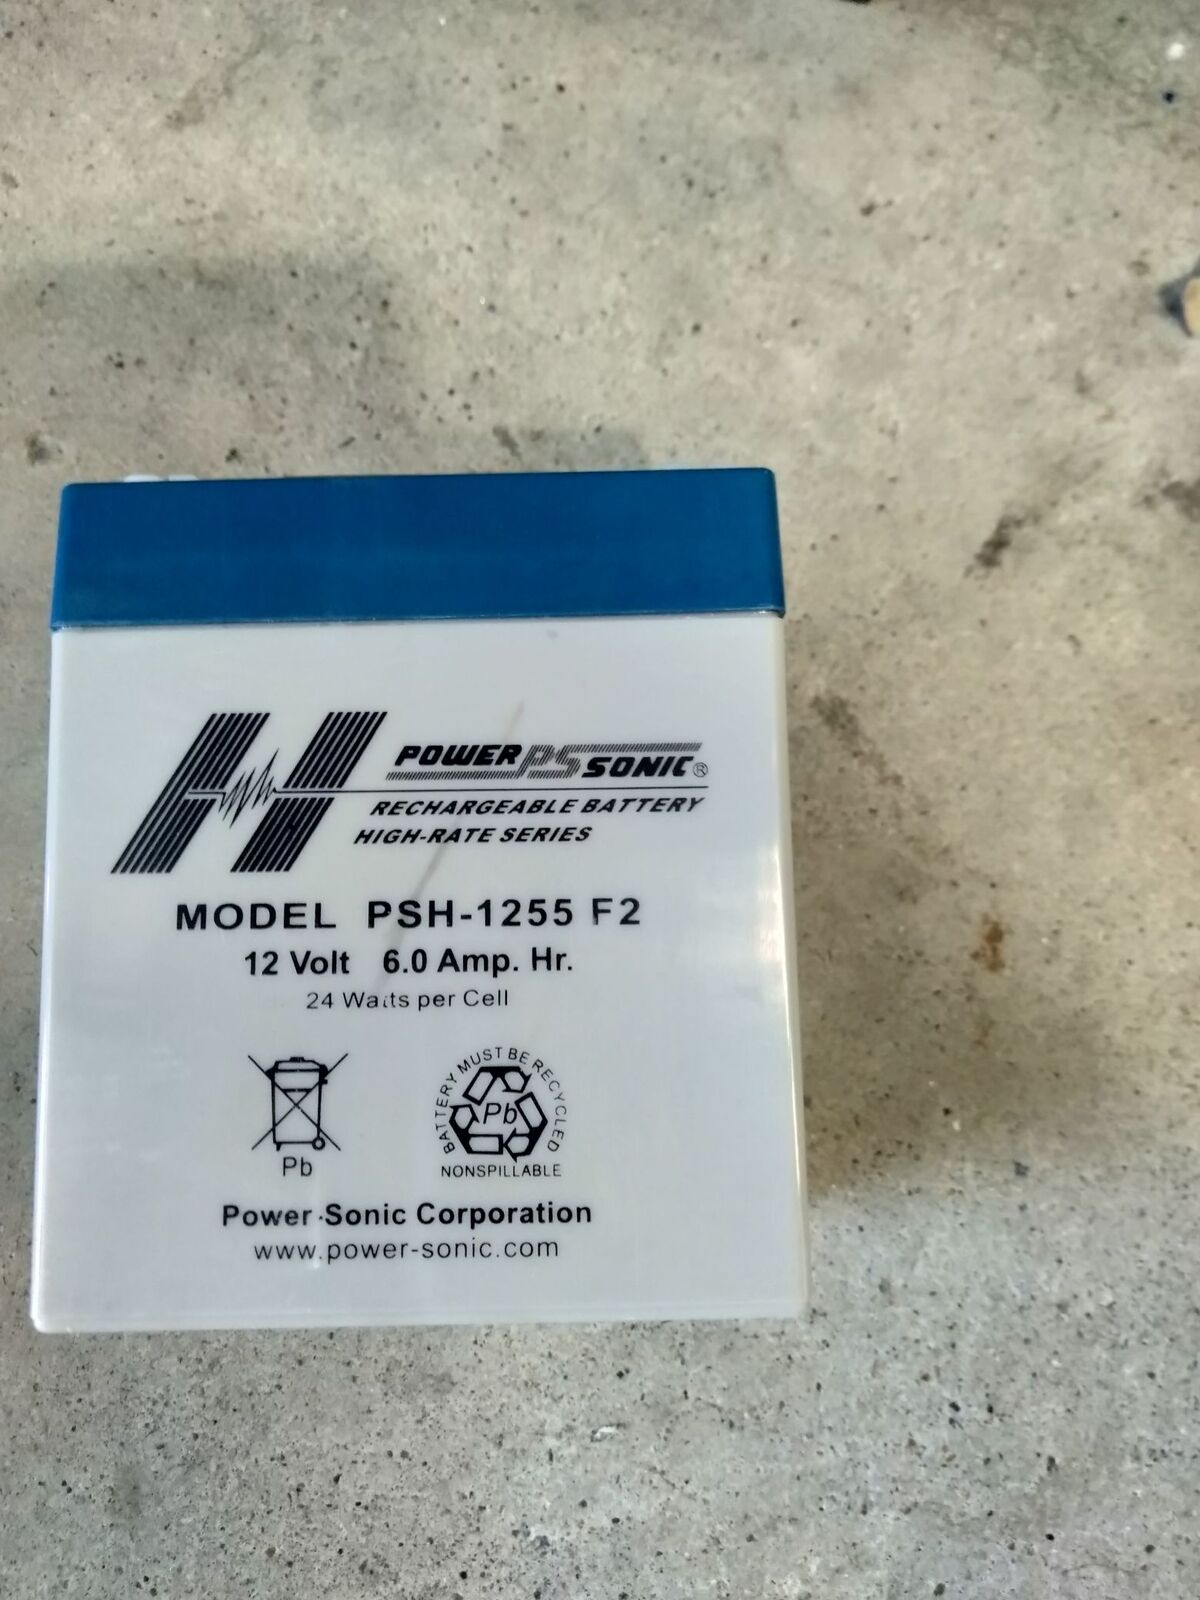 POWER PS SONIC®
RECHARGEABLE BATTERY
HIGH-RATE SERIES
MODEL PSH-1255 F2
12 Volt 6.0 Amp. Hr.
24 Watts per Cell
Pb
BATTERY MUST BE RECYCLED
Pb
NONSPILLABLE
Power-Sonic Corporation
www.power-sonic.com